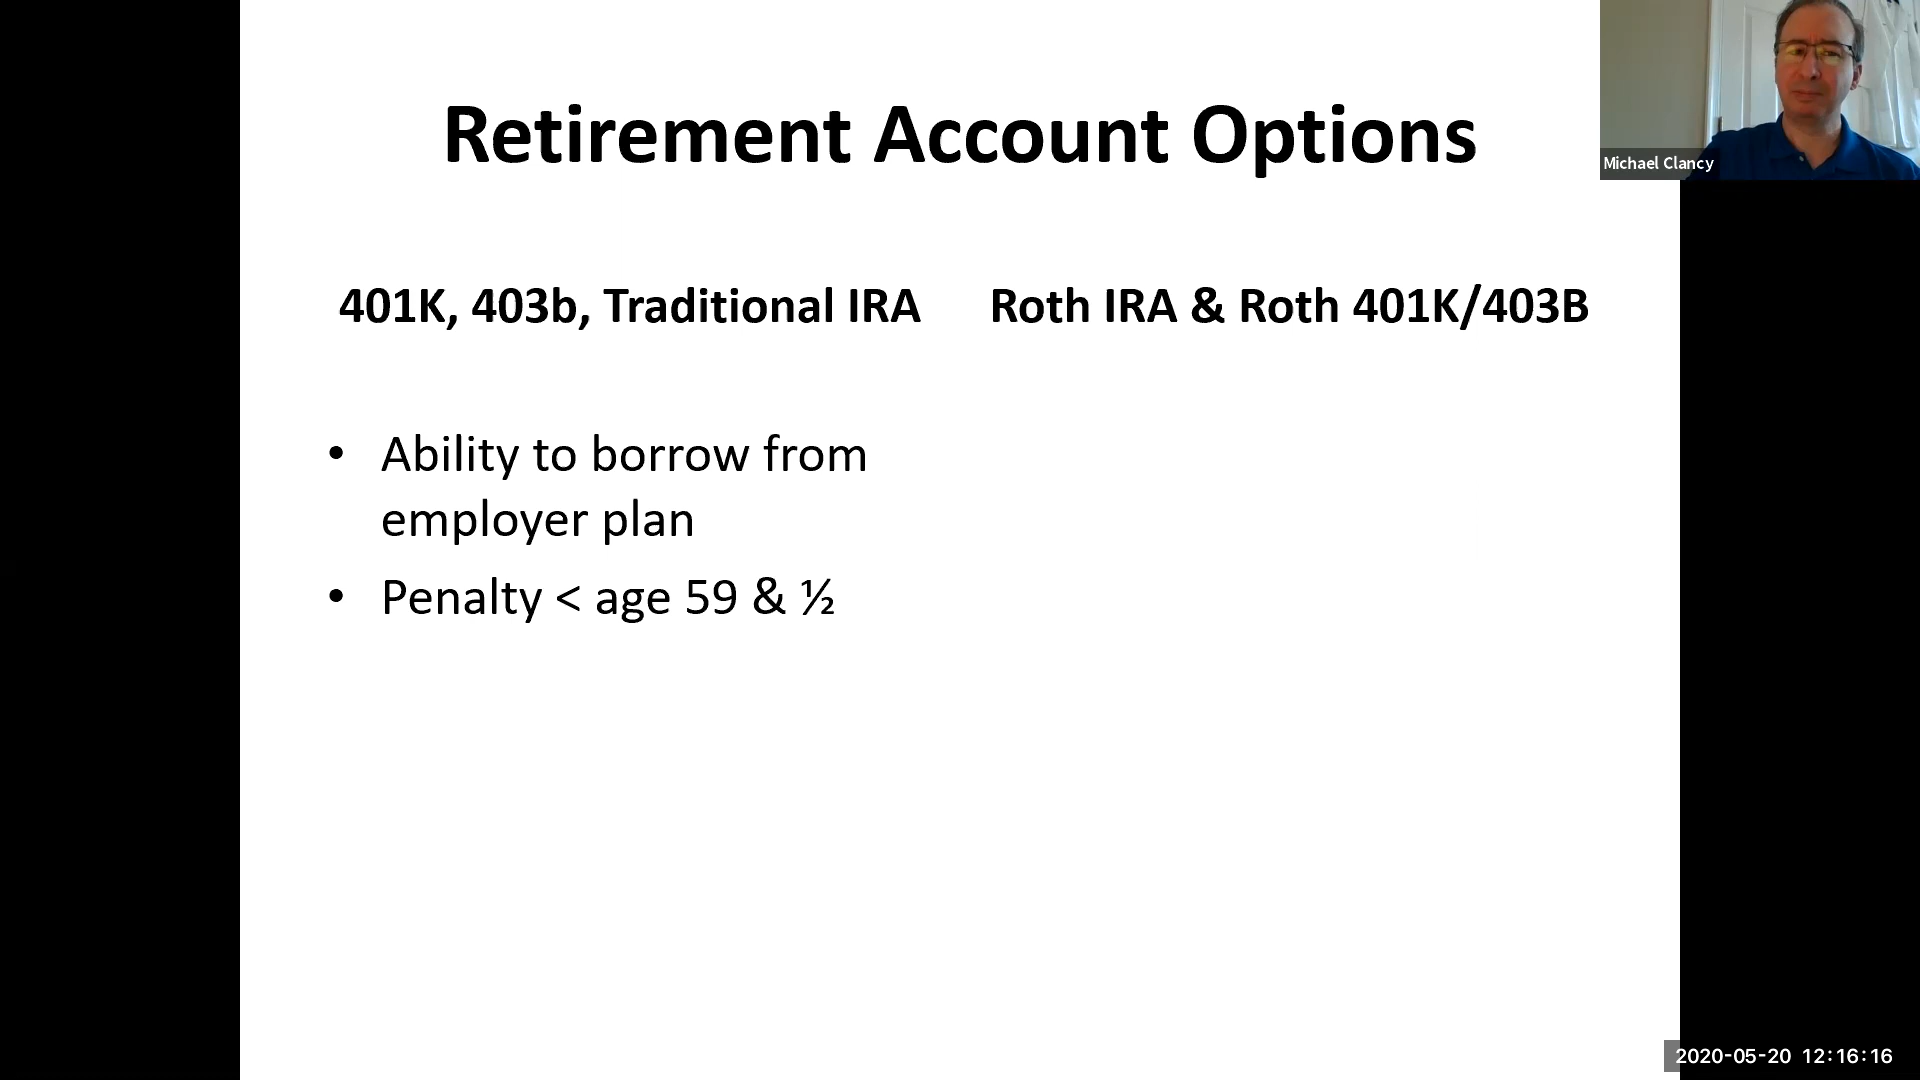 Retirement Account Options
Michael Clancy
401K, 403b, Traditional IRA
Roth IRA & Roth 401K/403B
• Ability to borrow from
employer plan
• Penalty < age 59 & ½
2020-05-20 12:16:16